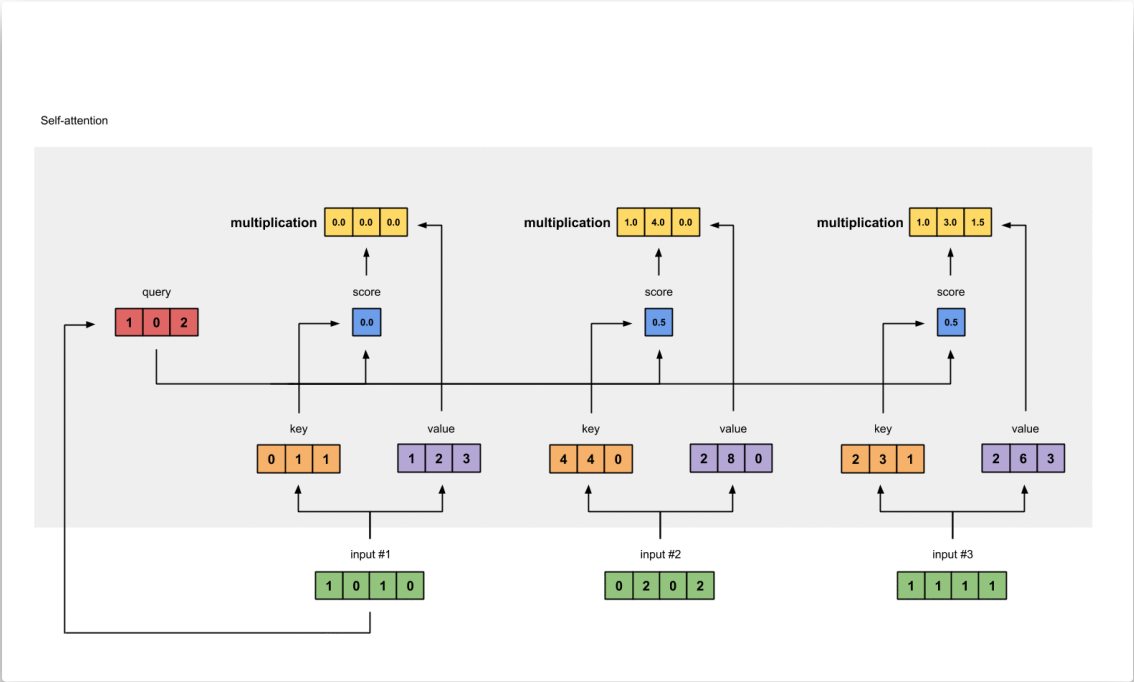 Self-attention
multiplication 0.0 0.0 0.0
multiplication 1.0 4.0 0.0
multiplication 1.0 3.0 1.5
query
score
score
score
1 0 2
0.0
0.5
0.5
key
value
key
value
key
value
0 1 1
1 2 3
4 4 0
2 8 0
2 3 1
2 6 3
input #1
input #2
input #3
1 0 1 0
0 2 0 2
1 1 1 1